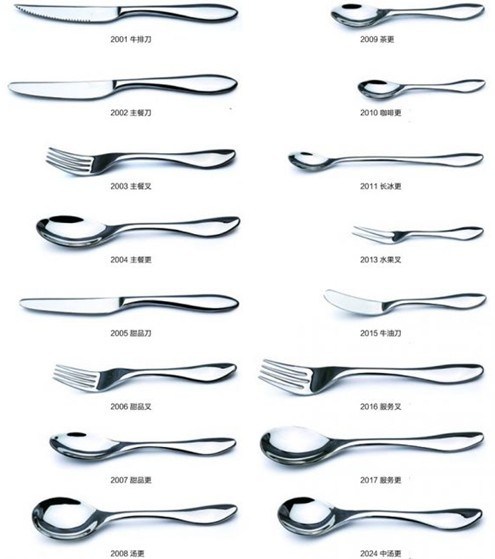 2001 牛排刀
2009 茶更
2002 主餐刀
2010 咖啡更
2003 主餐叉
2011 长冰更
2004 主餐更
2013 水果叉
2005 甜品刀
2015 牛油刀
2006 甜品叉
2016 服务叉
2007 甜品更
2017 服务更
2008 汤更
2024 中汤更